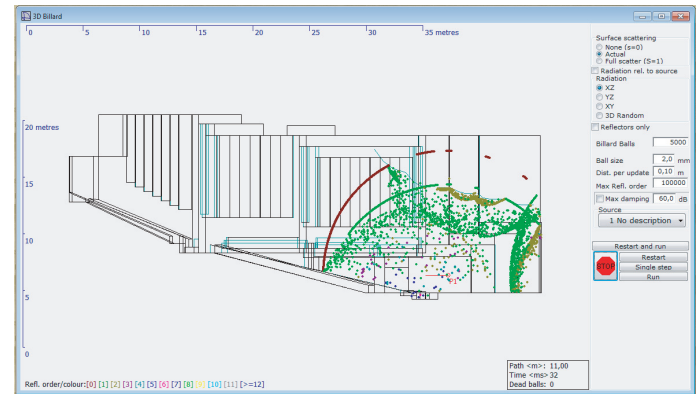 3D Billard
0 5 10 15 20 25 30 35 metres
20 metres
15
10
5
0
Surface scattering
None (s=0)
Actual
Full scatter (S=1)
Radiation rel. to source
Radiation
XZ
YZ
XY
3D Random
Reflectors only
Billard Balls 5000
Ball size 2,0 mm
Dist. per update 0,10 m
Max Refl. order 100000
Max damping 60,0 dB
Source
1 No description
Restart and run
STOP
Restart
Single step
Run
P1
Path <m>: 11,00
Time <ms> 32
Dead balls: 0
Refl. order/colour:[0] [1] [2] [3] [4] [5] [6] [7] [8] [9] [10] [11] [>=12]